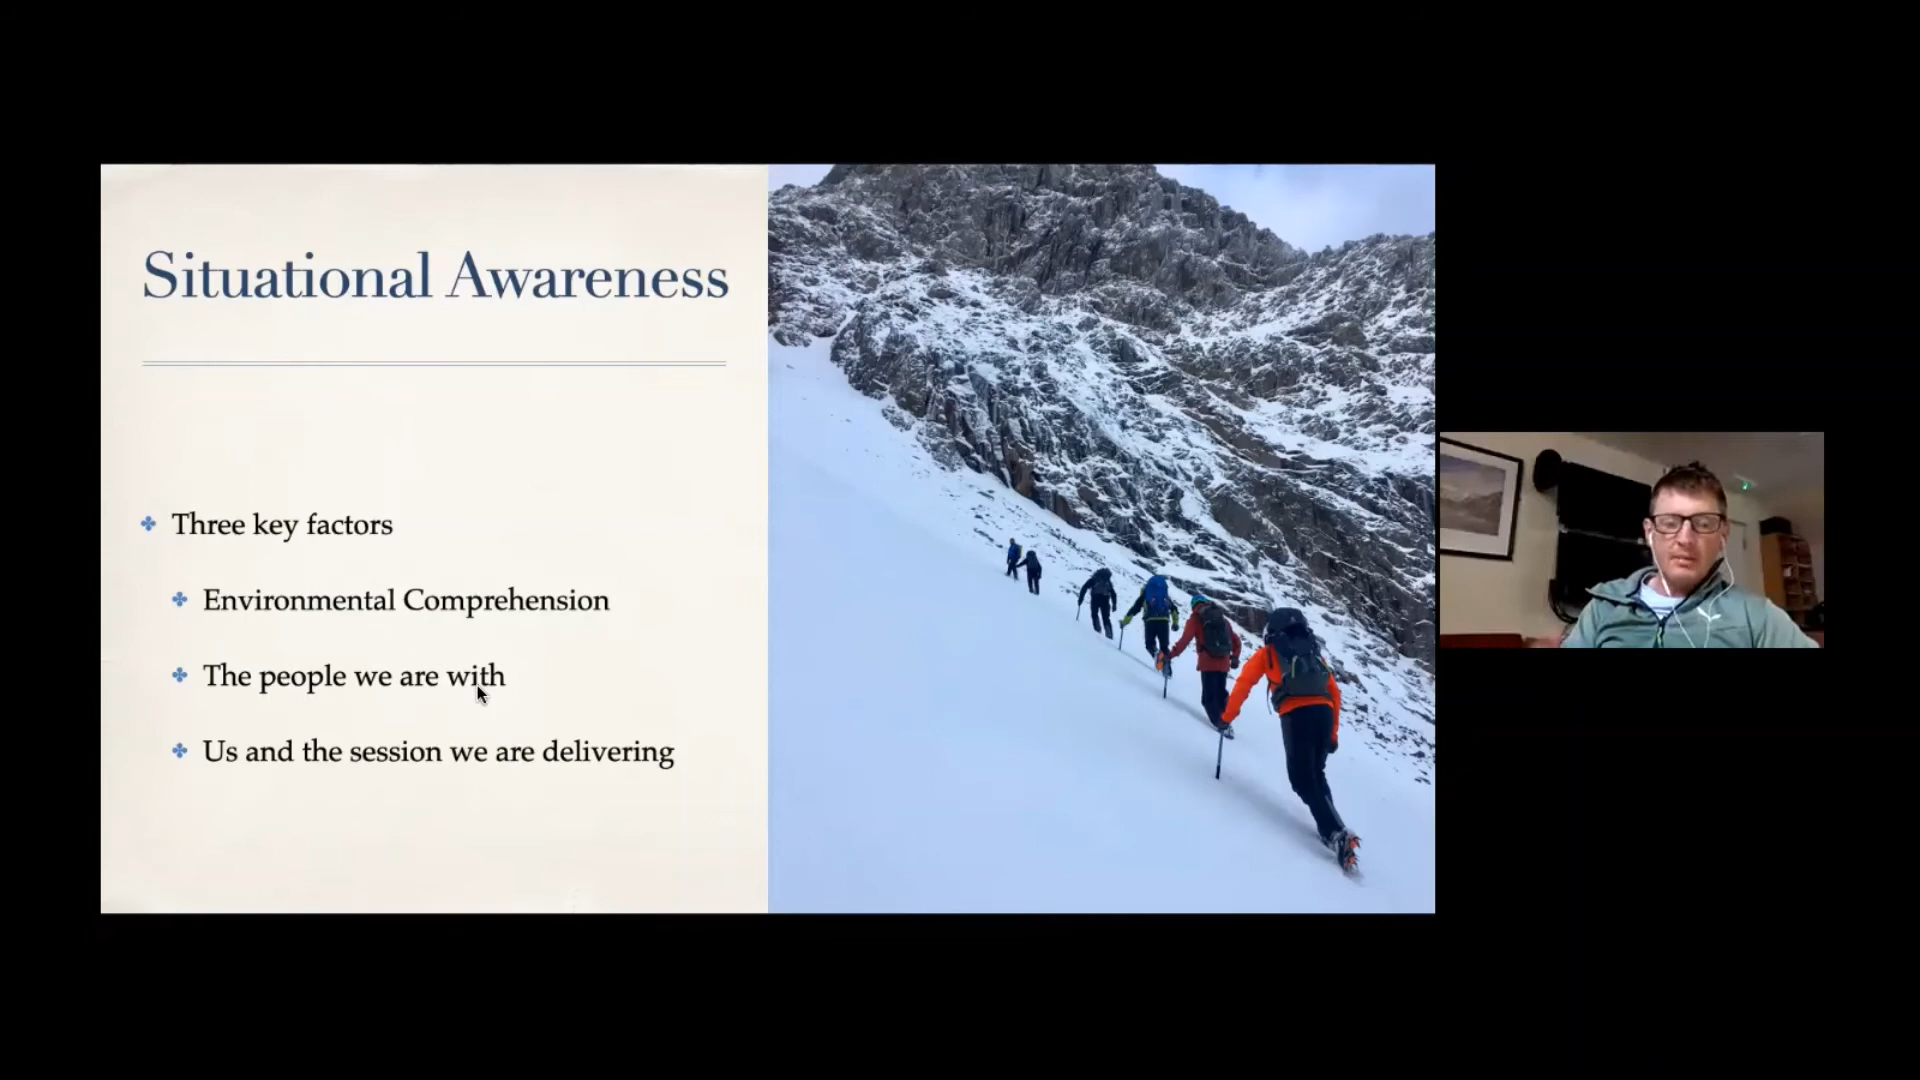 Situational Awareness
Three key factors
Environmental Comprehension
The people we are with
Us and the session we are delivering